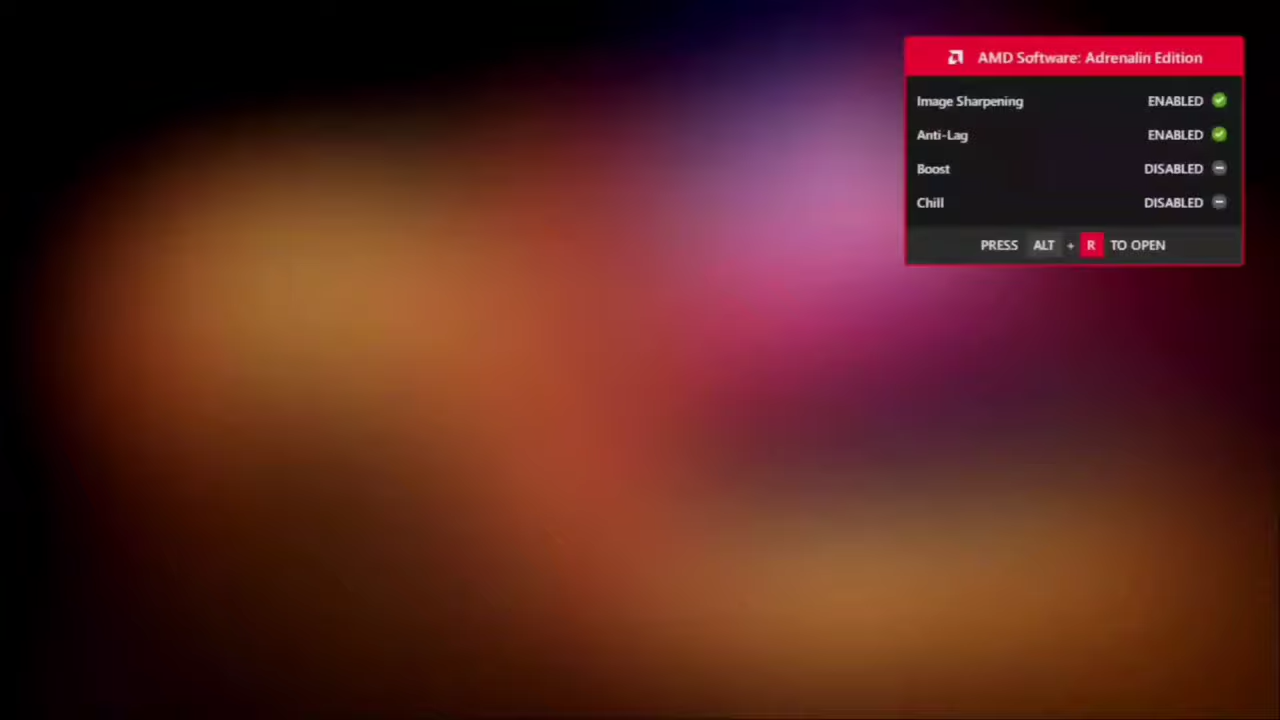 AMD Software: Adrenalin Edition
Image Sharpening ENABLED
Anti-Lag ENABLED
Boost DISABLED
Chill DISABLED
PRESS ALT + R TO OPEN